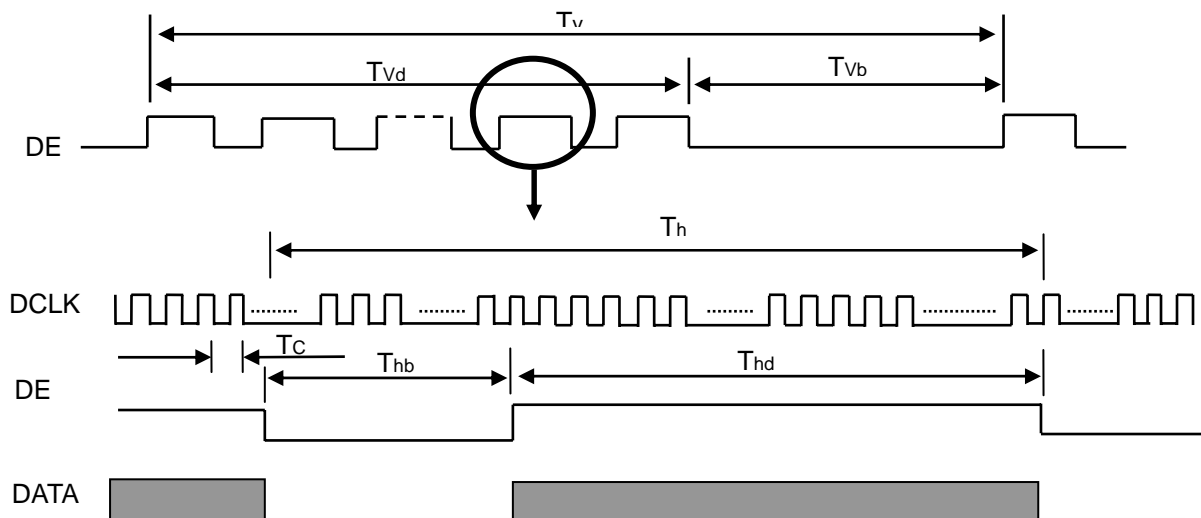 Tv
TVd
TVb
DE
Th
DCLK
TC
Thb
Thd
DE
DATA